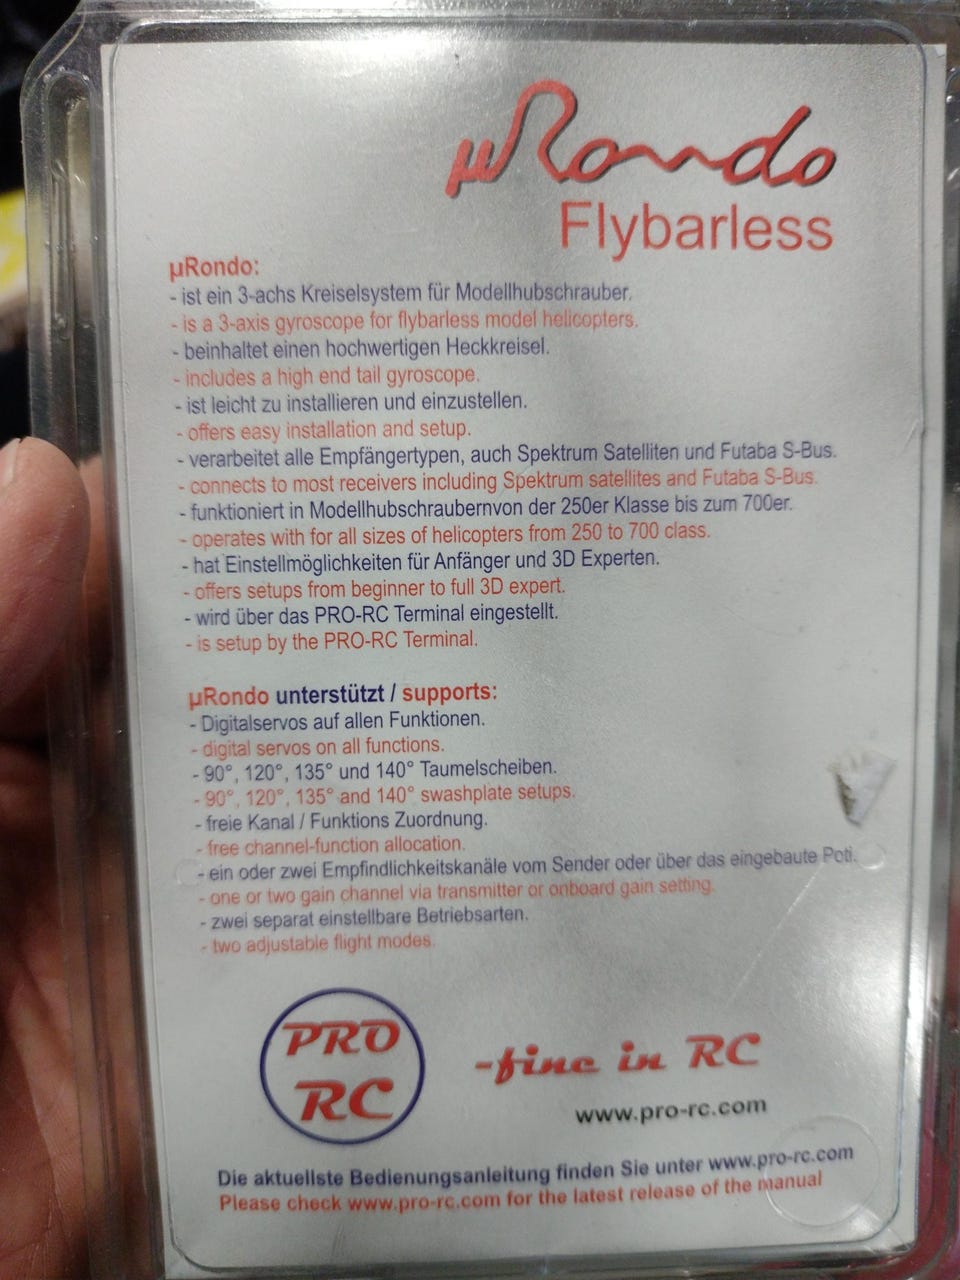 µRondo
Flybarless
µRondo:
- ist ein 3-achs Kreiselsystem für Modellhubschrauber.
- is a 3-axis gyroscope for flybarless model helicopters.
- beinhaltet einen hochwertigen Heckkreisel.
- includes a high end tail gyroscope.
- ist leicht zu installieren und einzustellen.
- offers easy installation and setup.
- verarbeitet alle Empfängertypen, auch Spektrum Satelliten und Futaba S-Bus.
- connects to most receivers including Spektrum satellites and Futaba S-Bus.
- funktioniert in Modellhubschraubernvon der 250er Klasse bis zum 700er.
- operates with for all sizes of helicopters from 250 to 700 class.
- hat Einstellmöglichkeiten für Anfänger und 3D Experten.
- offers setups from beginner to full 3D expert.
- wird über das PRO-RC Terminal eingestellt.
- is setup by the PRO-RC Terminal.
µRondo unterstützt / supports:
- Digitalservos auf allen Funktionen.
- digital servos on all functions.
- 90°, 120°, 135° und 140° Taumelscheiben.
- 90°, 120°, 135° and 140° swashplate setups.
- freie Kanal / Funktions Zuordnung.
- free channel-function allocation.
- ein oder zwei Empfindlichkeitskanäle vom Sender oder über das eingebaute Poti.
- one or two gain channel via transmitter or onboard gain setting.
- zwei separat einstellbare Betriebsarten.
- two adjustable flight modes.
PRO
RC
-fine in RC
www.pro-rc.com
Die aktuellste Bedienungsanleitung finden Sie unter www.pro-rc.com
Please check www.pro-rc.com for the latest release of the manual